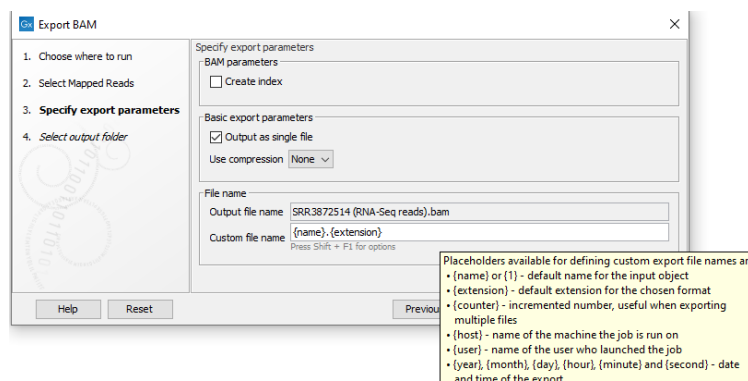 Gx Export BAM
1. Choose where to run
2. Select Mapped Reads
3. Specify export parameters
4. Select output folder
Specify export parameters
BAM parameters
Create index
Basic export parameters
Output as single file
Use compression None
File name
Output file name SRR3872514 (RNA-Seq reads).bam
Custom file name {name}.{extension}
Press Shift + F1 for options
Help Reset Previou
Placeholders available for defining custom export file names ar
• {name} or {1} - default name for the input object
• {extension} - default extension for the chosen format
• {counter} - incremented number, useful when exporting
multiple files
• {host} - name of the machine the job is run on
• {user} - name of the user who launched the job
• {year}, {month}, {day}, {hour}, {minute} and {second} - date
and time of the export